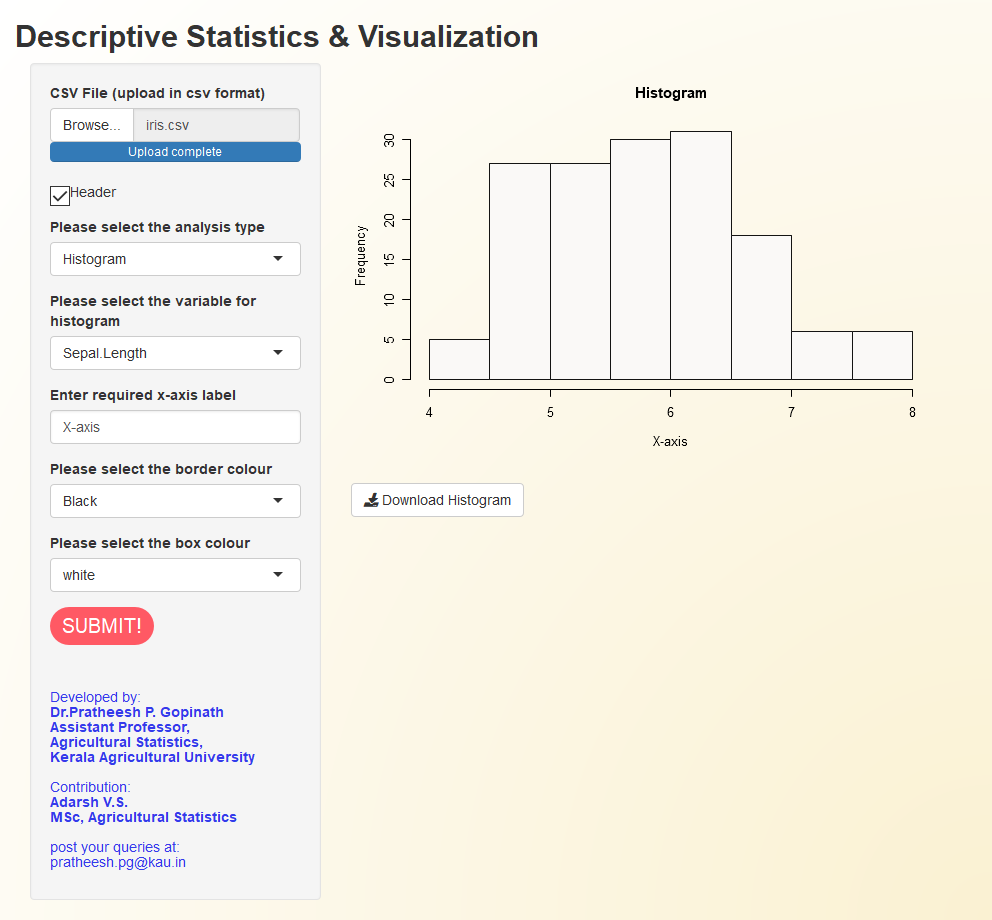 Descriptive Statistics & Visualization
CSV File (upload in csv format)
Browse...
iris.csv
Upload complete
Header
Please select the analysis type
Histogram
Please select the variable for
histogram
Sepal.Length
Enter required x-axis label
X-axis
Please select the border colour
Black
Please select the box colour
white
SUBMIT!
Developed by:
Dr.Pratheesh P. Gopinath
Assistant Professor,
Agricultural Statistics,
Kerala Agricultural University
Contribution:
Adarsh V.S.
MSc, Agricultural Statistics
post your queries at:
pratheesh.pg@kau.in
Histogram
Frequency
30
25
20
15
10
5
0
4 5 6 7 8
X-axis
Download Histogram